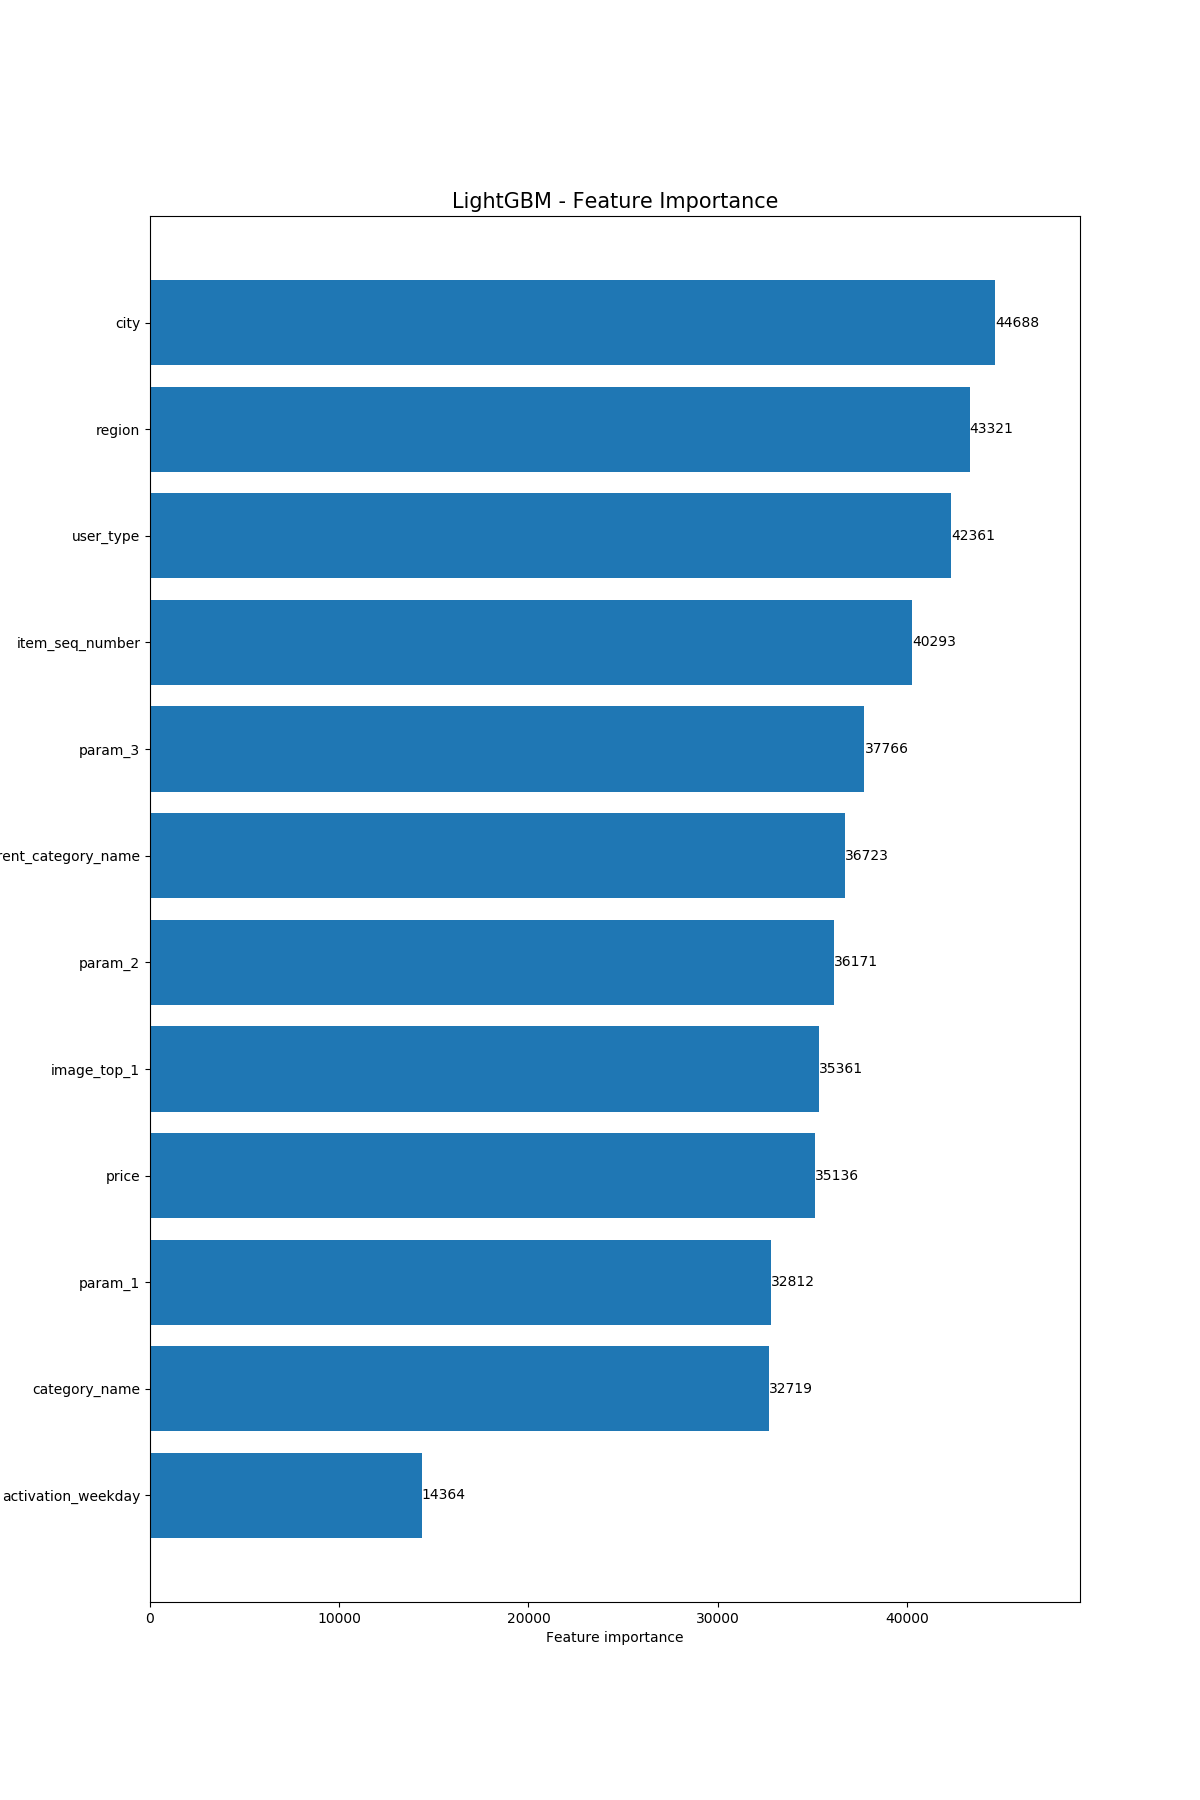 LightGBM - Feature Importance
city 44688
region 43321
user_type 42361
item_seq_number 40293
param_3 37766
rent_category_name 36723
param_2 36171
image_top_1 35361
price 35136
param_1 32812
category_name 32719
activation_weekday 14364
0 10000 20000 30000 40000
Feature importance